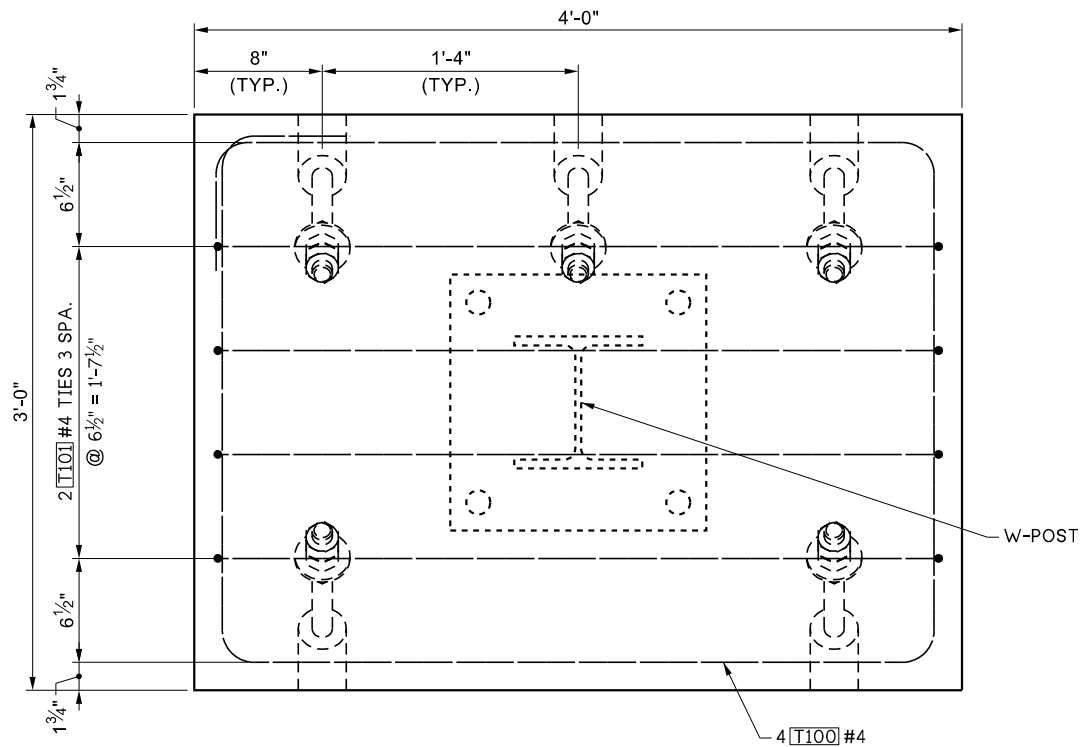 4'-0"
8"
(TYP.)
1'-4"
(TYP.)
1¾"
6½"
3'-0"
2 T101 #4 TIES 3 SPA.
@ 6½" = 1'-7½"
6½"
1¾"
W-POST
4 T100 #4